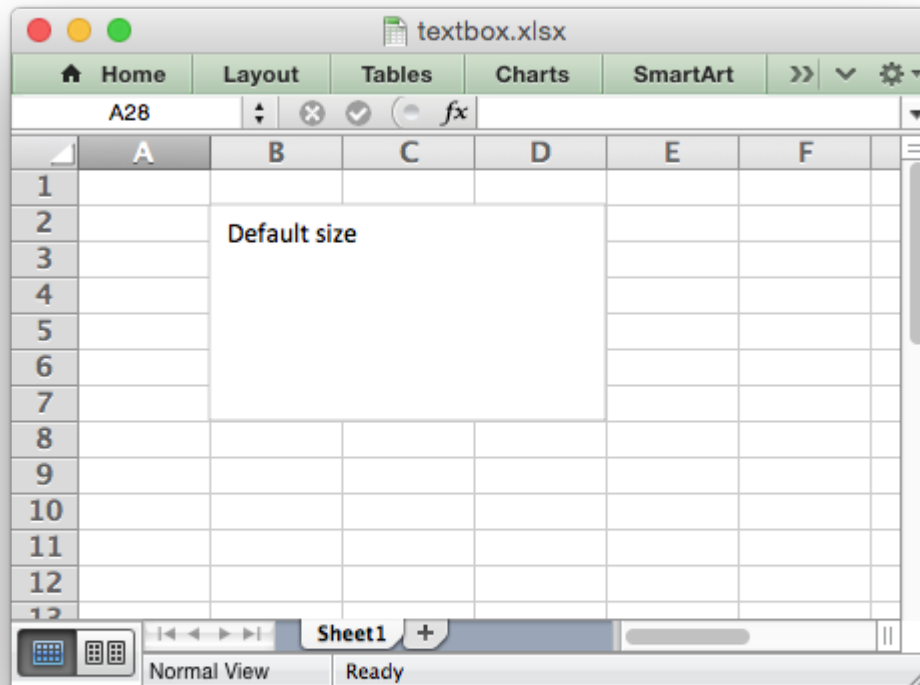 textbox.xlsx
Home Layout Tables Charts SmartArt
A28 fx
A B C D E F
1
2 Default size
3
4
5
6
7
8
9
10
11
12
13
Sheet1 +
Normal View Ready